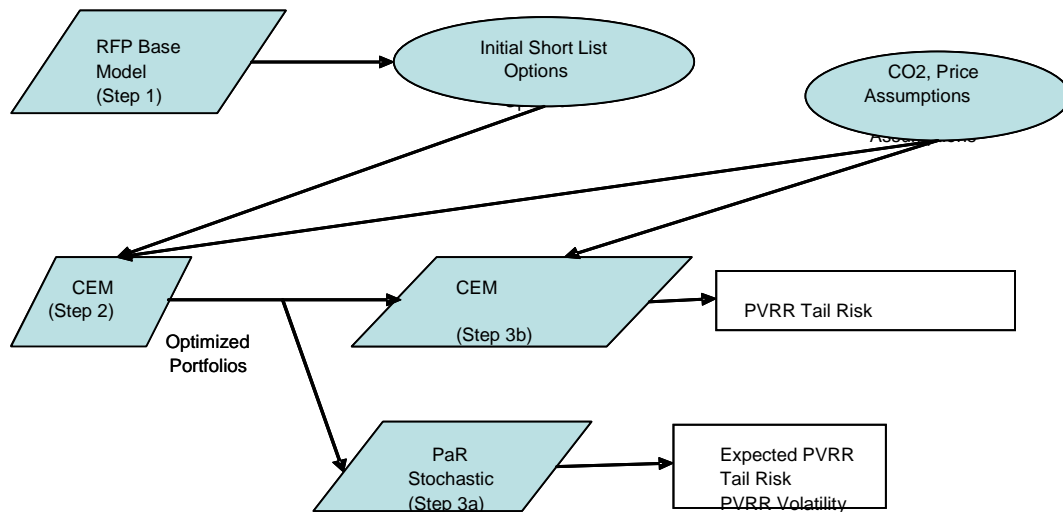 RFP Base
Model
(Step 1)
Initial Short List
Options
CO2, Price
Assumptions
Assumptions
CEM
(Step 2)
Optimized
Portfolios
CEM
(Step 3b)
PVRR Tail Risk
PaR
Stochastic
(Step 3a)
Expected PVRR
Tail Risk
PVRR Volatility